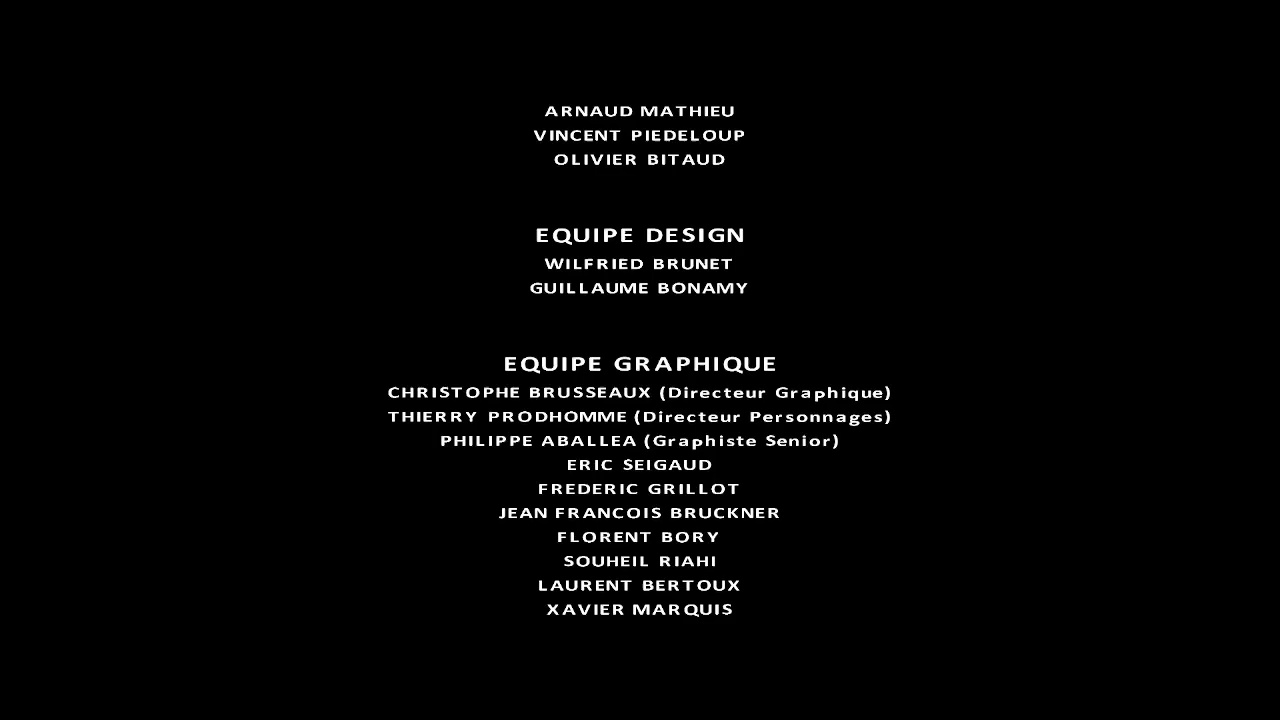 ARNAUD MATHIEU
VINCENT PIEDELOUP
OLIVIER BITAUD
EQUIPE DESIGN
WILFRIED BRUNET
GUILLAUME BONAMY
EQUIPE GRAPHIQUE
CHRISTOPHE BRUSSEAUX (Directeur Graphique)
THIERRY PRODHOMME (Directeur Personnages)
PHILIPPE ABALLEA (Graphiste Senior)
ERIC SEIGAUD
FREDERIC GRILLOT
JEAN FRANCOIS BRUCKNER
FLORENT BORY
SOUHEIL RIAHI
LAURENT BERTOUX
XAVIER MARQUIS